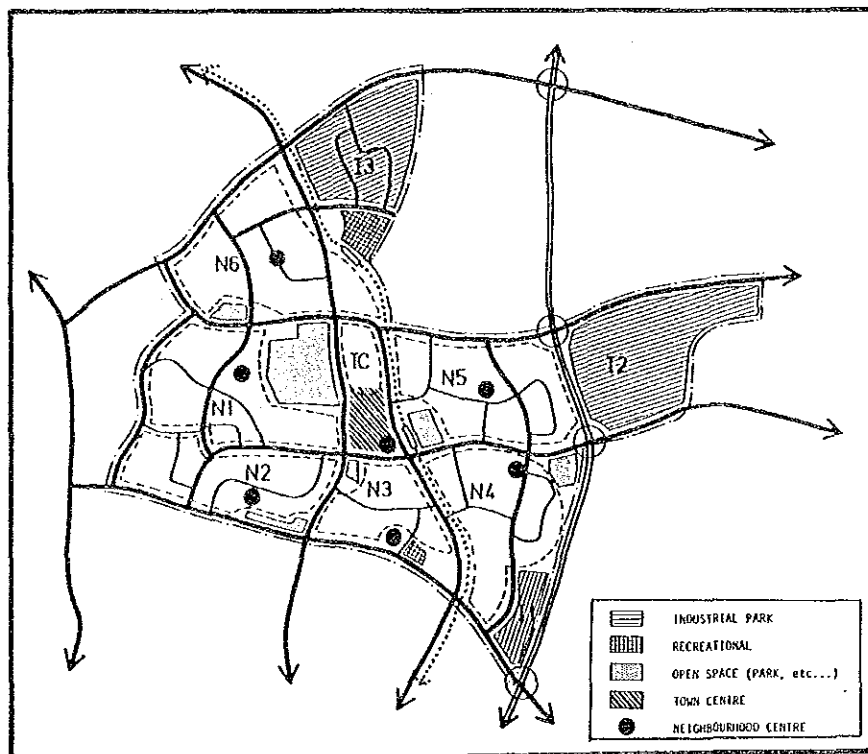 I3
N6
TC
I2
N5
N1
N2
N3
N4
INDUSTRIAL PARK
RECREATIONAL
OPEN SPACE (PARK, etc...)
TOWN CENTRE
NEIGHBOURHOOD CENTRE